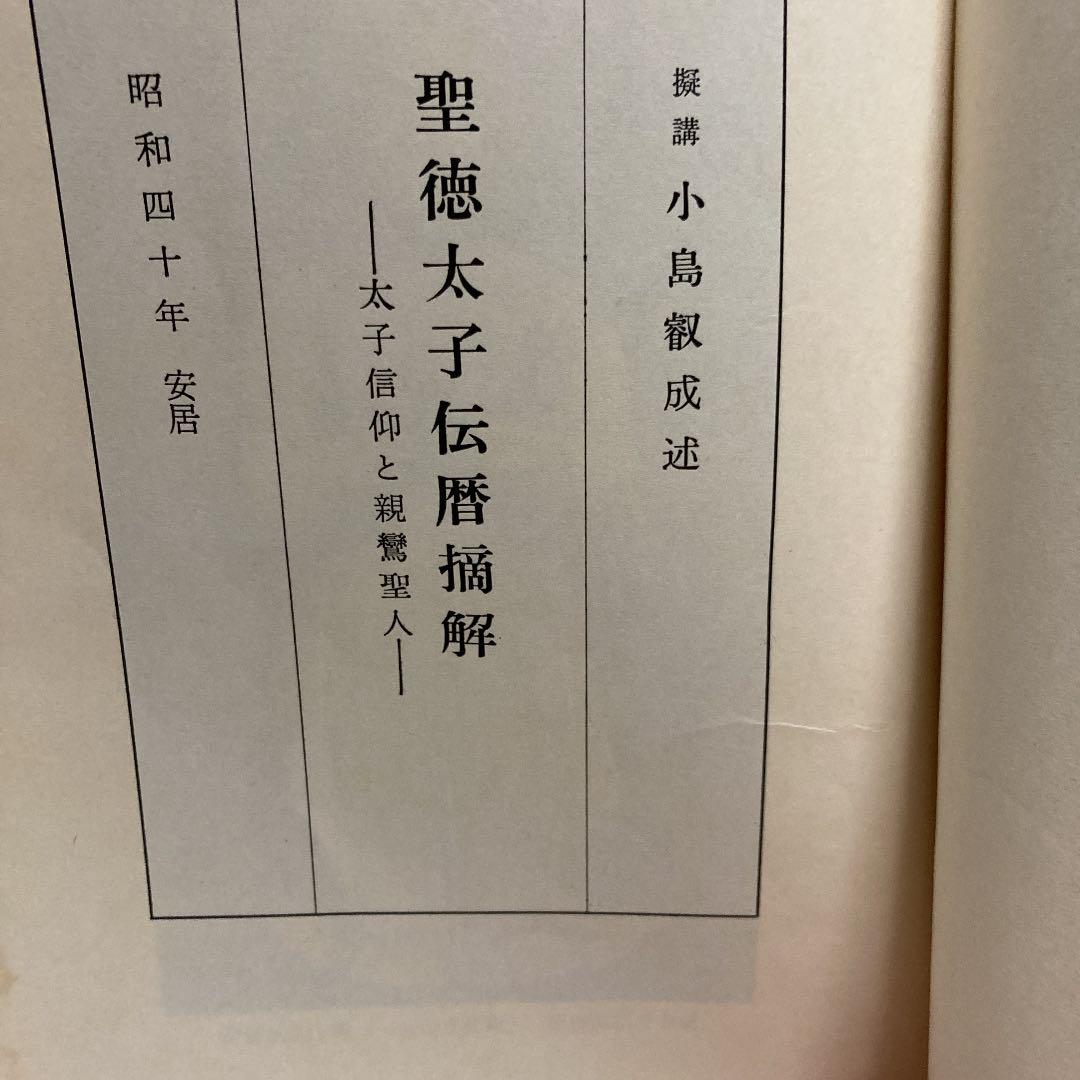 擬講 小島叡成述
聖徳太子伝暦摘解
──太子信仰と親鸞聖人──
昭和四十年 安居